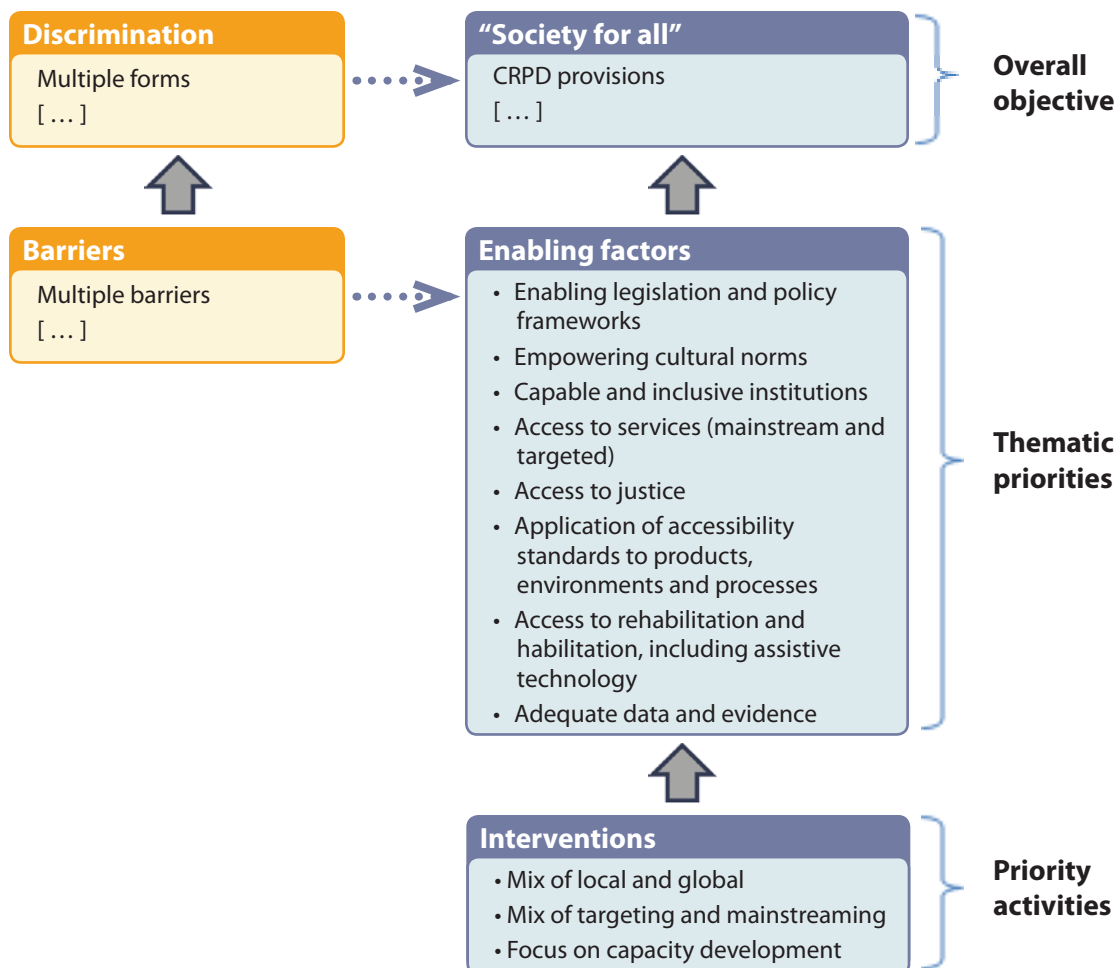 Discrimination
Multiple forms
[ … ]
“Society for all”
CRPD provisions
[ … ]
Overall
objective
Barriers
Multiple barriers
[ … ]
Enabling factors
• Enabling legislation and policy
frameworks
• Empowering cultural norms
• Capable and inclusive institutions
• Access to services (mainstream and
targeted)
• Access to justice
• Application of accessibility
standards to products,
environments and processes
• Access to rehabilitation and
habilitation, including assistive
technology
• Adequate data and evidence
Thematic
priorities
Interventions
• Mix of local and global
• Mix of targeting and mainstreaming
• Focus on capacity development
Priority
activities